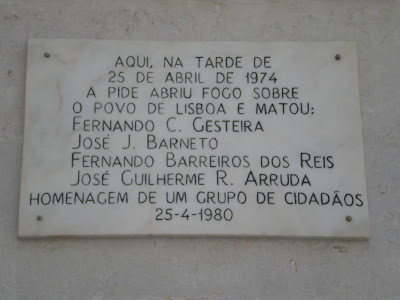 AQUI, NA TARDE DE
25 DE ABRIL DE 1974
A PIDE ABRIU FOGO SOBRE
O POVO DE LISBOA E MATOU:
FERNANDO C. GESTEIRA
JOSÉ J. BARNETO
FERNANDO BARREIROS DOS REIS
JOSÉ GUILHERME R. ARRUDA
HOMENAGEM DE UM GRUPO DE CIDADÃOS
25-4-1980